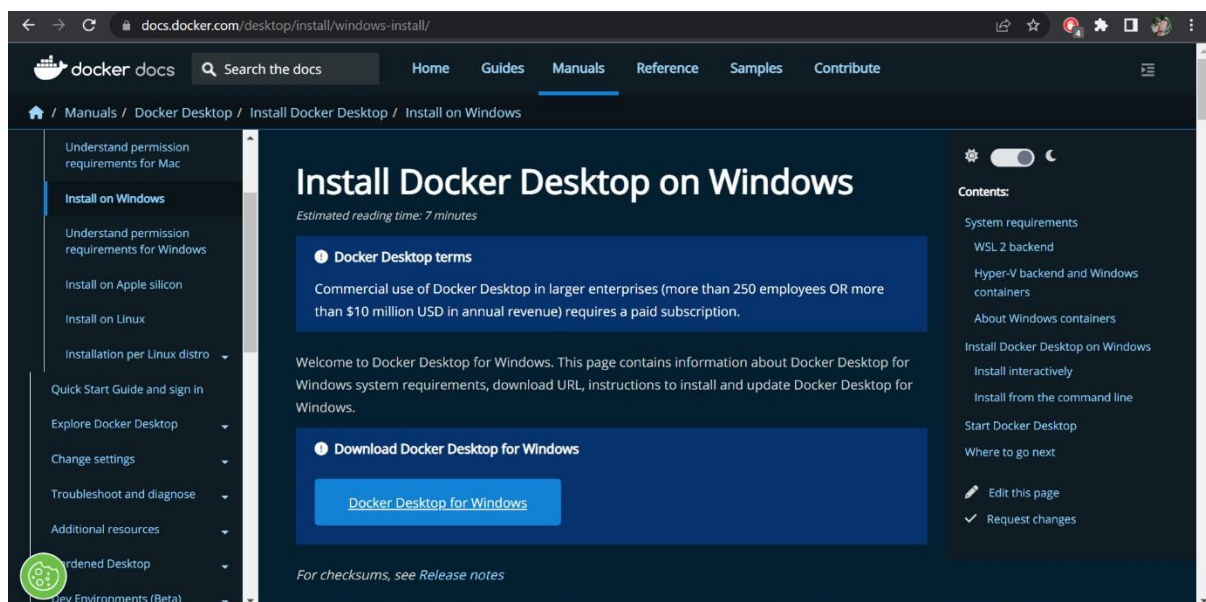 docs.docker.com/desktop/install/windows-install/
4
docker docs
Search the docs
Home
Guides
Manuals
Reference
Samples
Contribute
/ Manuals / Docker Desktop / Install Docker Desktop / Install on Windows
Understand permission
requirements for Mac
Install on Windows
Understand permission
requirements for Windows
Install on Apple silicon
Install on Linux
Installation per Linux distro
Quick Start Guide and sign in
Explore Docker Desktop
Change settings
Troubleshoot and diagnose
Additional resources
rdened Desktop
Dev Environments (Beta)
Install Docker Desktop on Windows
Estimated reading time: 7 minutes
Docker Desktop terms
Commercial use of Docker Desktop in larger enterprises (more than 250 employees OR more
than $10 million USD in annual revenue) requires a paid subscription.
Welcome to Docker Desktop for Windows. This page contains information about Docker Desktop for
Windows system requirements, download URL, instructions to install and update Docker Desktop for
Windows.
Download Docker Desktop for Windows
Docker Desktop for Windows
For checksums, see Release notes
Contents:
System requirements
WSL 2 backend
Hyper-V backend and Windows
containers
About Windows containers
Install Docker Desktop on Windows
Install interactively
Install from the command line
Start Docker Desktop
Where to go next
Edit this page
Request changes